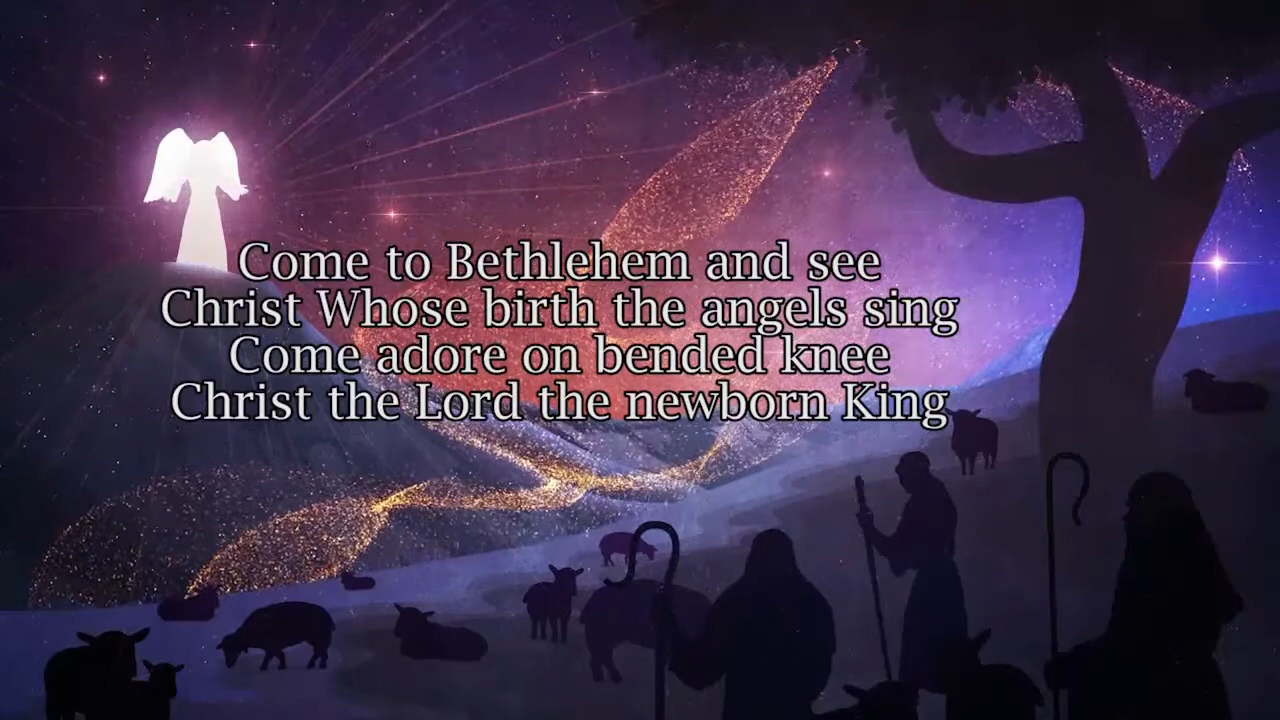 Come to Bethlehem and see
Christ Whose birth the angels sing
Come adore on bended knee
Christ the Lord the newborn King